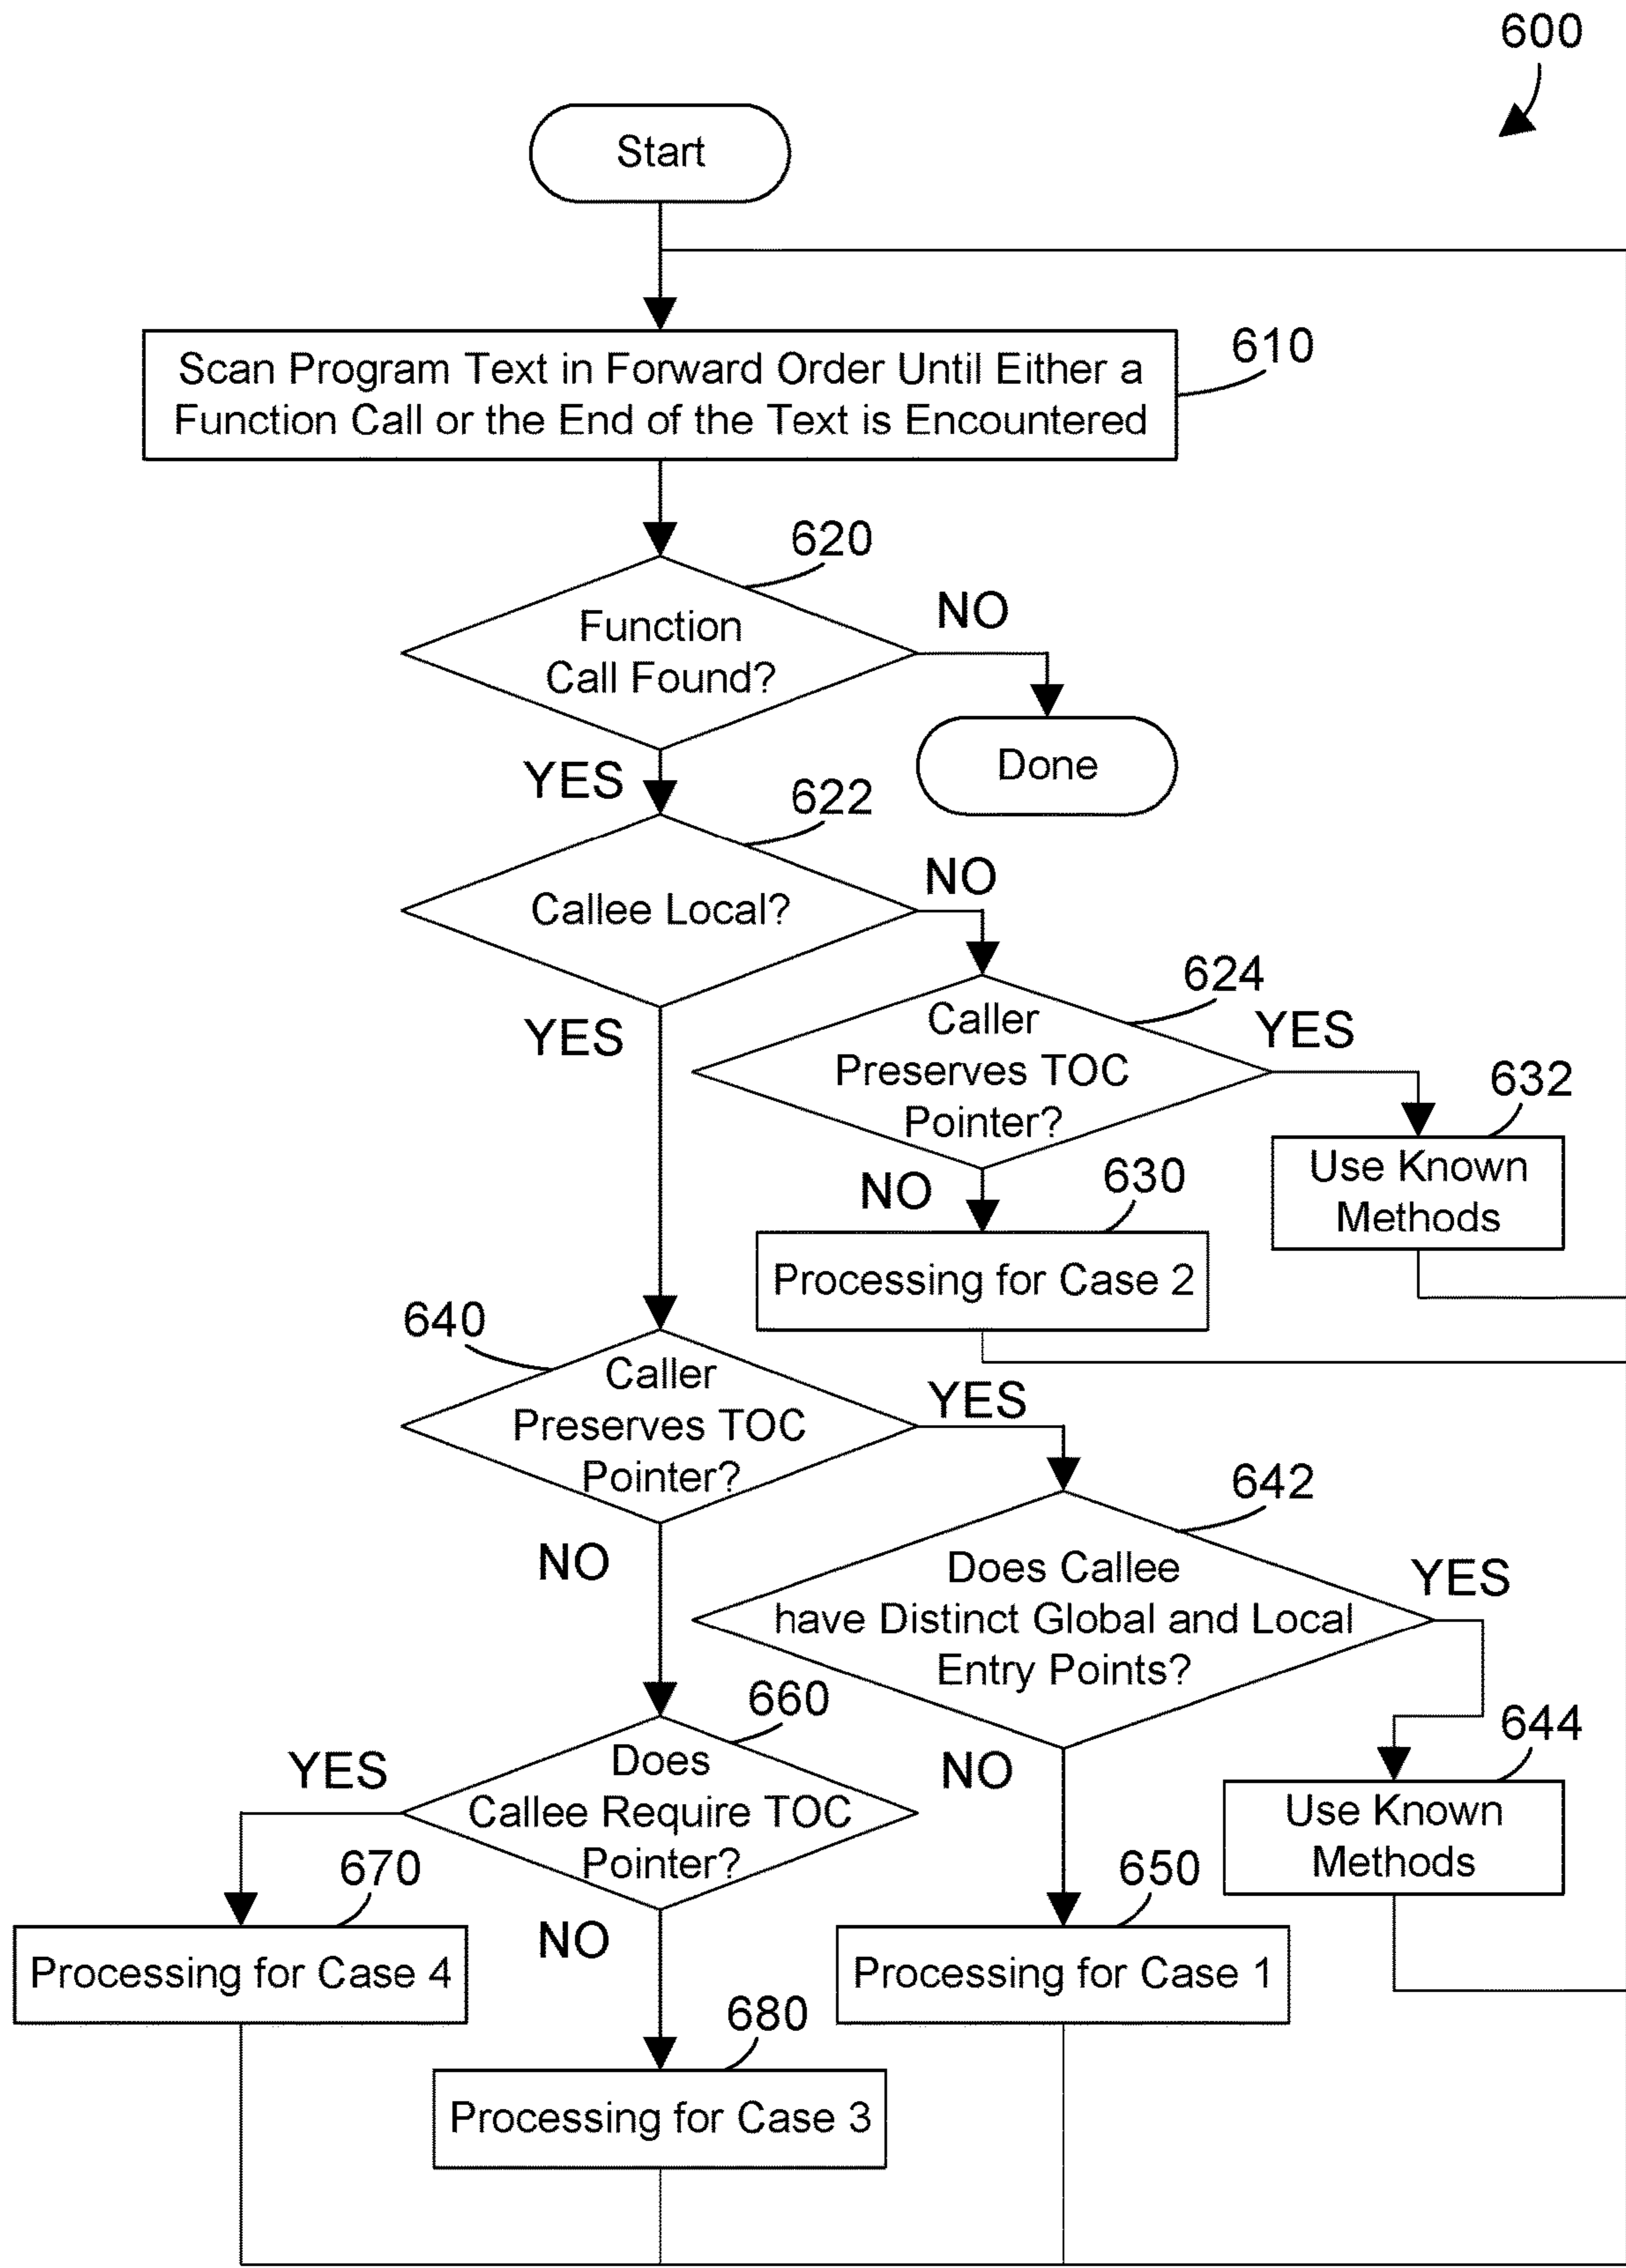 600
Start
Scan Program Text in Forward Order Until Either a
Function Call or the End of the Text is Encountered
610
620
Function
Call Found?
NO
Done
YES
622
Callee Local?
NO
YES
624
Caller
Preserves TOC
Pointer?
YES
632
Use Known
Methods
NO
630
Processing for Case 2
640
Caller
Preserves TOC
Pointer?
YES
642
Does Callee
have Distinct Global and Local
Entry Points?
YES
644
Use Known
Methods
NO
660
Does
Callee Require TOC
Pointer?
YES
670
Processing for Case 4
NO
680
Processing for Case 3
NO
650
Processing for Case 1